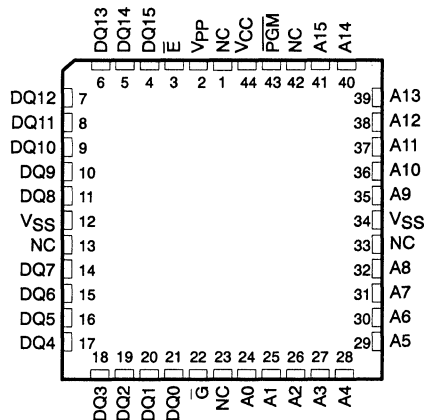 DQ13 DQ14 DQ15 E̅ VPP NC VCC P̅G̅M̅ NC A15 A14
6 5 4 3 2 1 44 43 42 41 40
DQ12 7 39 A13
DQ11 8 38 A12
DQ10 9 37 A11
DQ9 10 36 A10
DQ8 11 35 A9
VSS 12 34 VSS
NC 13 33 NC
DQ7 14 32 A8
DQ6 15 31 A7
DQ5 16 30 A6
DQ4 17 29 A5
18 19 20 21 22 23 24 25 26 27 28
DQ3 DQ2 DQ1 DQ0 G̅ NC A0 A1 A2 A3 A4